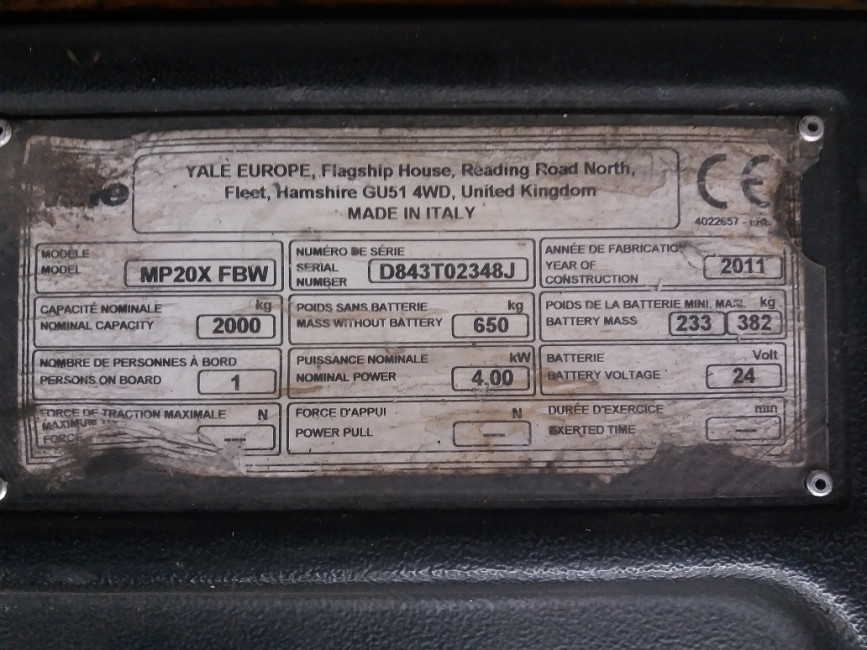 YALE EUROPE, Flagship House, Reading Road North,
Fleet, Hamshire GU51 4WD, United Kingdom
MADE IN ITALY
CE
4022657 -
MODÈLE
MODEL
MP20X FBW
NUMÉRO DE SÉRIE
SERIAL
NUMBER
D843T02348J
ANNÉE DE FABRICATION
YEAR OF
CONSTRUCTION
2011
CAPACITÉ NOMINALE kg
NOMINAL CAPACITY 2000
POIDS SANS BATTERIE kg
MASS WITHOUT BATTERY 650
POIDS DE LA BATTERIE MINI. MAXI. kg
BATTERY MASS 233 382
NOMBRE DE PERSONNES À BORD
PERSONS ON BOARD 1
PUISSANCE NOMINALE kW
NOMINAL POWER 4,00
BATTERIE Volt
BATTERY VOLTAGE 24
FORCE DE TRACTION MAXIMALE N
MAXIMUM
FORCE
FORCE D'APPUI N
POWER PULL
DURÉE D'EXERCICE min
EXERTED TIME